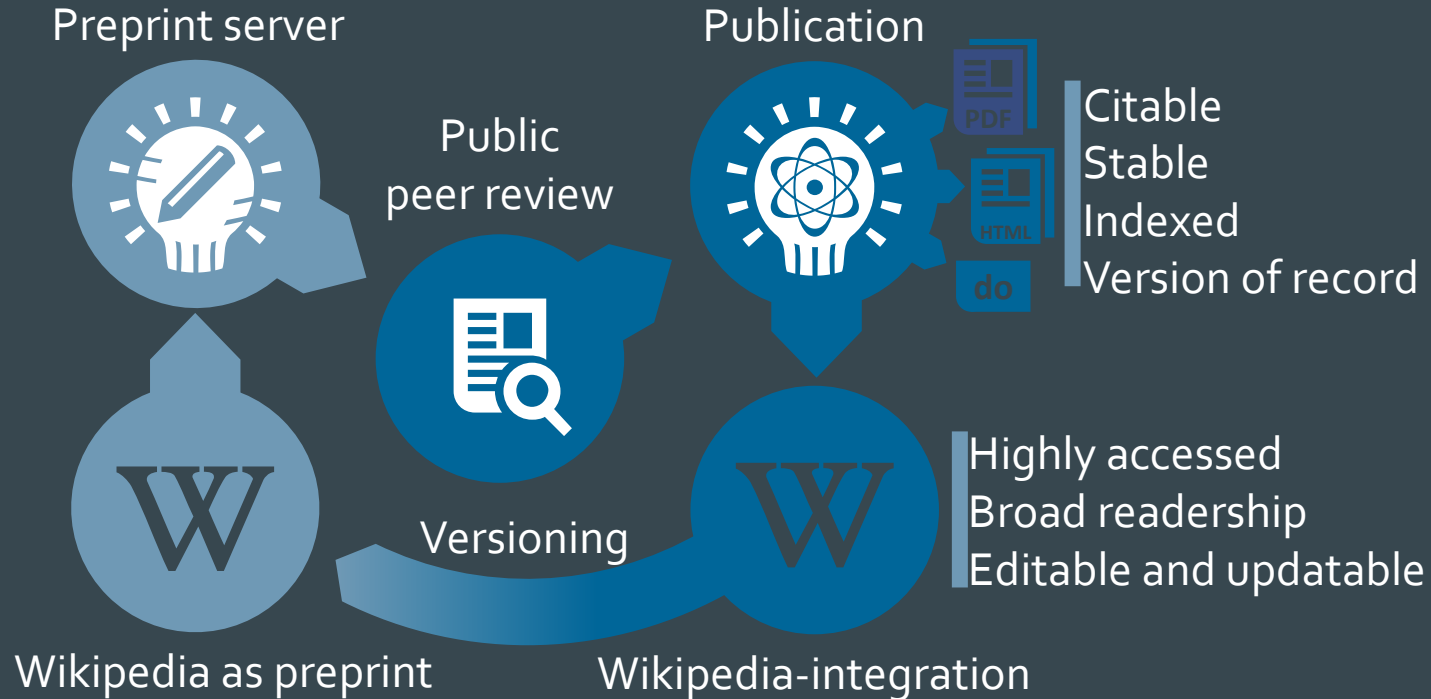 Preprint server
Publication
Public
peer review
PDF
HTML
do
Citable
Stable
Indexed
Version of record
W
W
Highly accessed
Broad readership
Editable and updatable
Versioning
Wikipedia as preprint
Wikipedia-integration